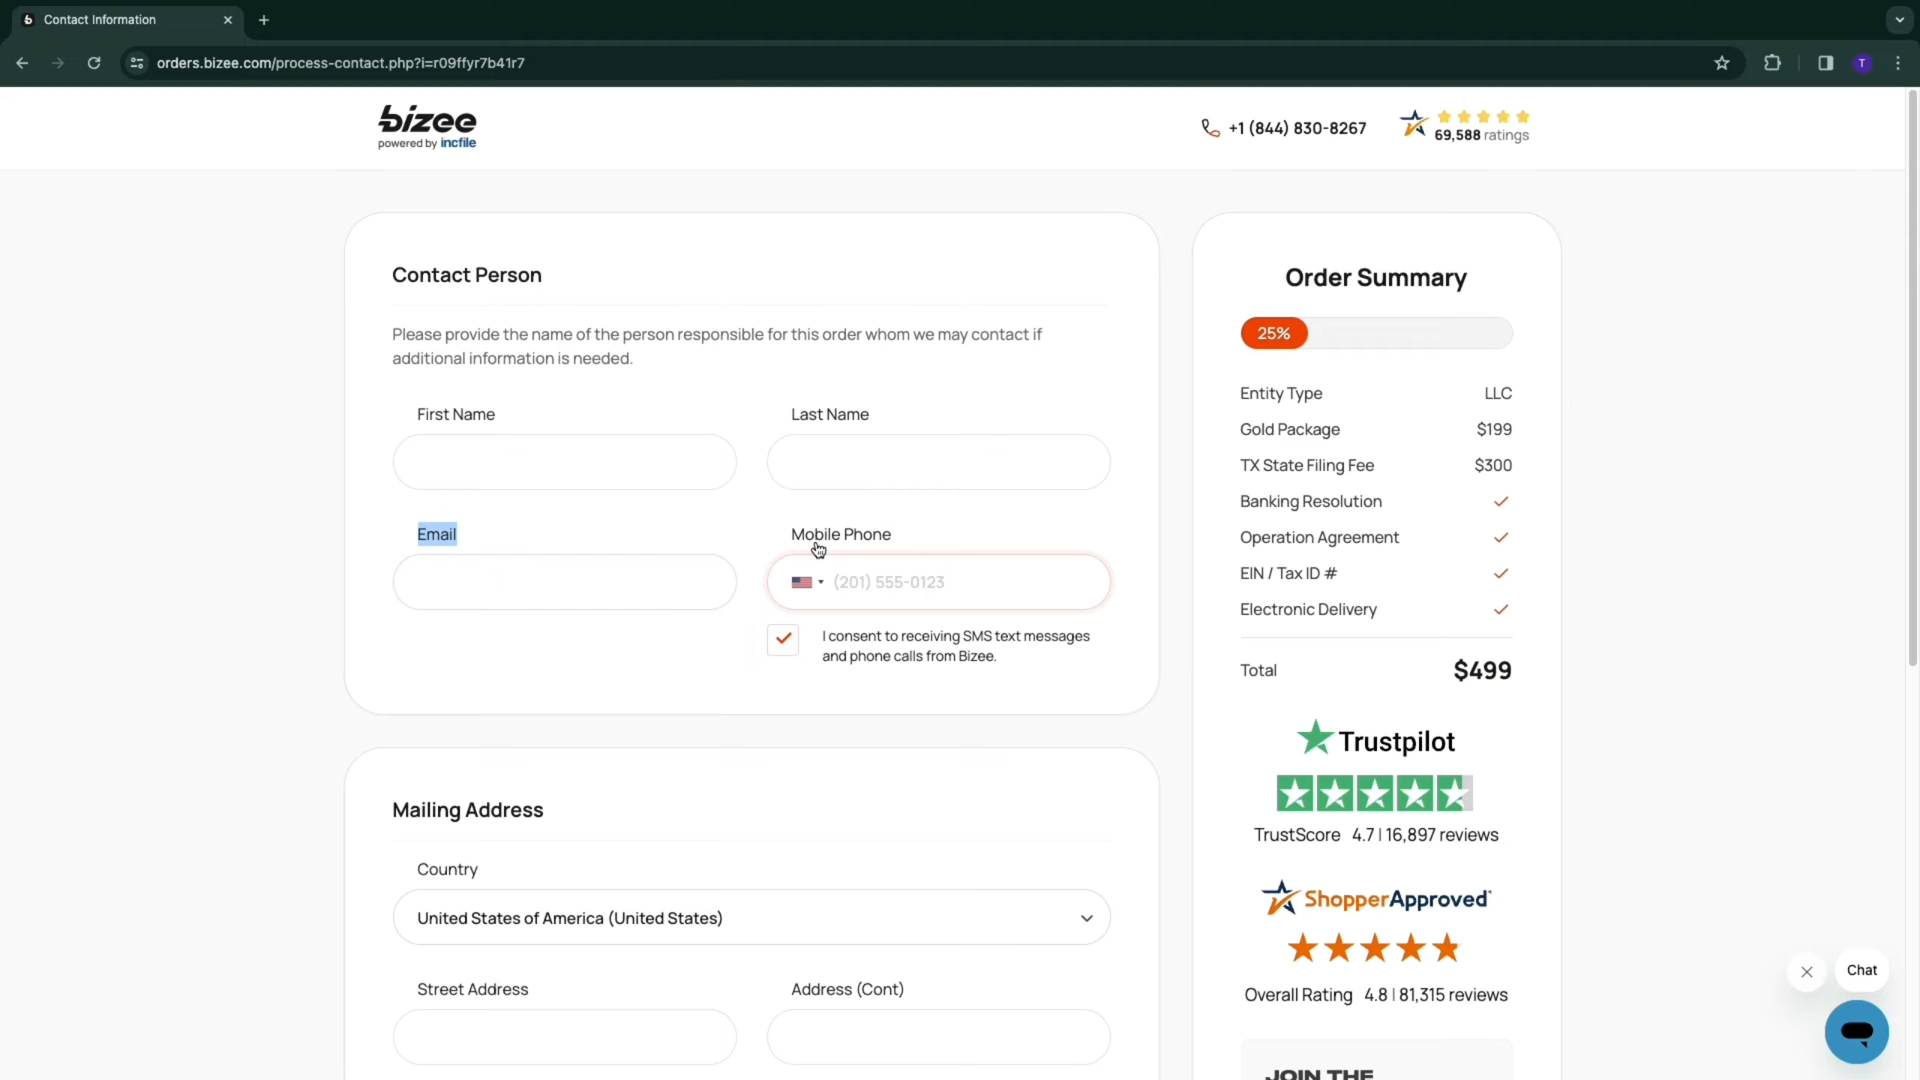 Contact Information
orders.bizee.com/process-contact.php?i=r09ffyr7b41r7
T
bizee
powered by incfile
+1 (844) 830-8267
69,588 ratings
Contact Person
Please provide the name of the person responsible for this order whom we may contact if
additional information is needed.
First Name
Last Name
Email
Mobile Phone
(201) 555-0123
I consent to receiving SMS text messages
and phone calls from Bizee.
Mailing Address
Country
United States of America (United States)
Street Address
Address (Cont)
Order Summary
25%
Entity Type LLC
Gold Package $199
TX State Filing Fee $300
Banking Resolution
Operation Agreement
EIN / Tax ID #
Electronic Delivery
Total $499
Trustpilot
TrustScore 4.7 | 16,897 reviews
ShopperApproved
Overall Rating 4.8 | 81,315 reviews
JOIN THE
Chat